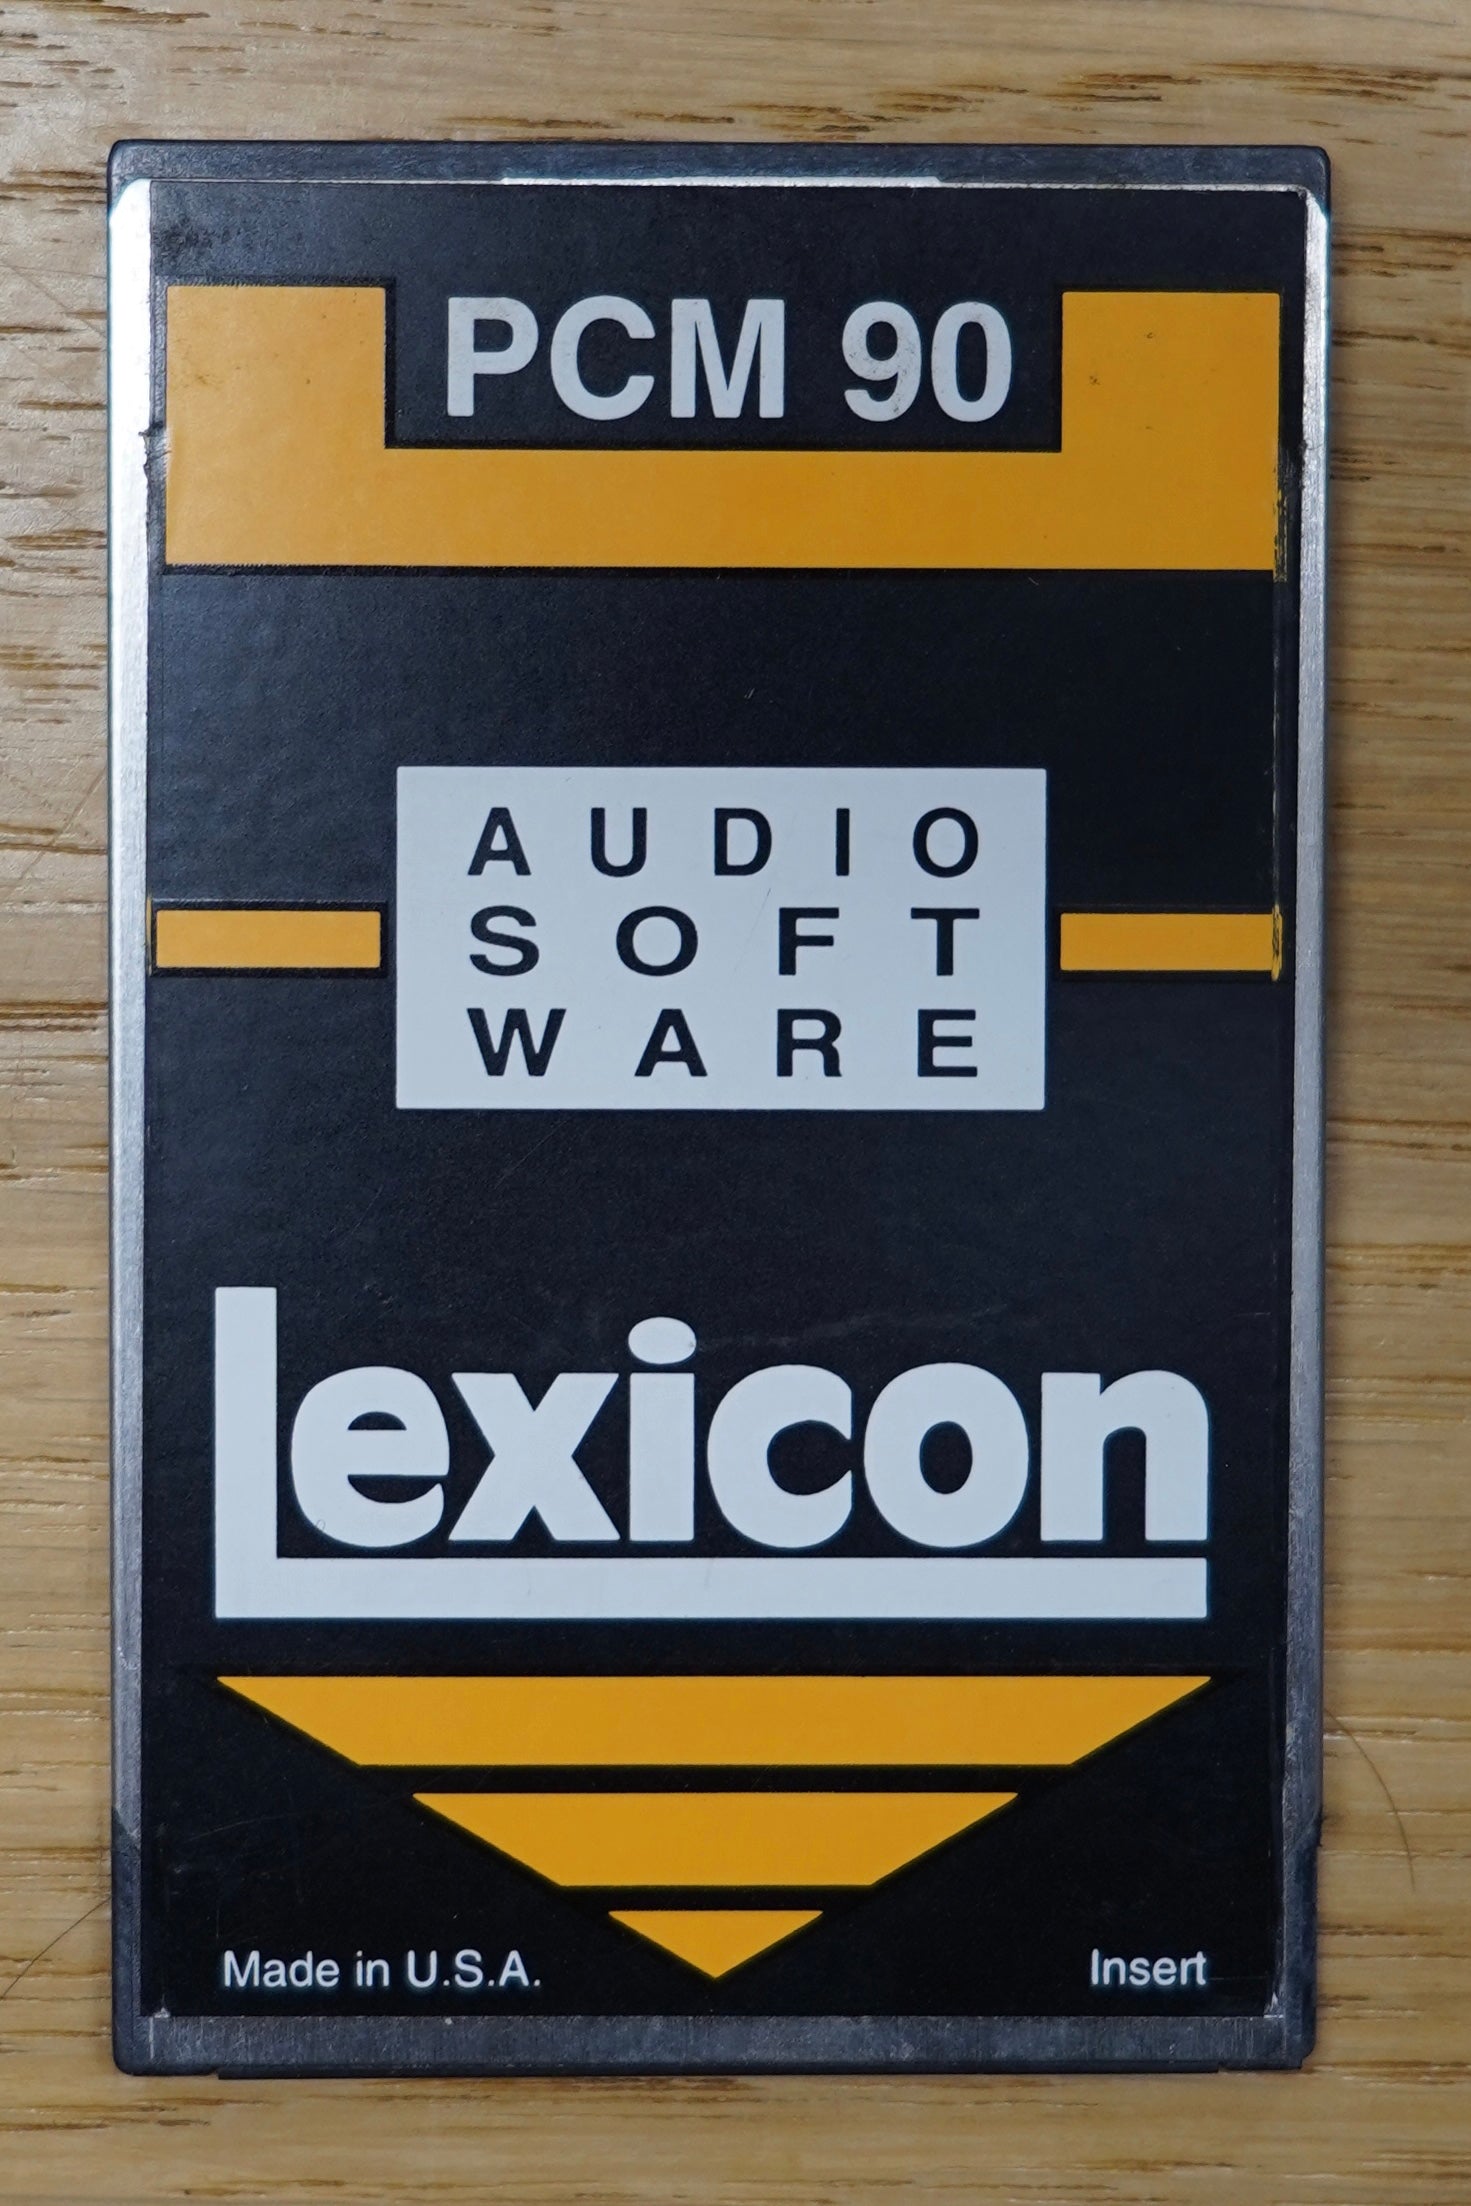 PCM 90
AUDIO
SOFT
WARE
lexicon
Made in U.S.A.
Insert